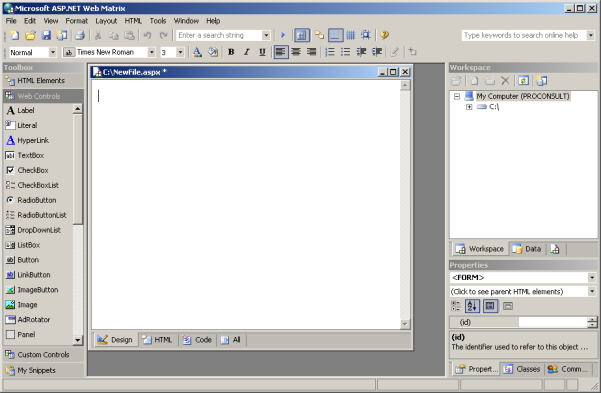 Microsoft ASP.NET Web Matrix
File Edit View Format Layout HTML Tools Window Help
Enter a search string
Type keywords to search online help
Normal
Times New Roman
3
B I U
Toolbox
HTML Elements
Web Controls
Label
Literal
HyperLink
TextBox
CheckBox
CheckBoxList
RadioButton
RadioButtonList
DropDownList
ListBox
Button
LinkButton
ImageButton
Image
AdRotator
Panel
Custom Controls
My Snippets
C:\NewFile.aspx *
Design HTML Code All
Workspace
My Computer (PROCONSULT)
C:\
Workspace Data
Properties
<FORM>
(Click to see parent HTML elements)
(id)
(id)
The identifier used to refer to this object ...
Propert... Classes Comm...